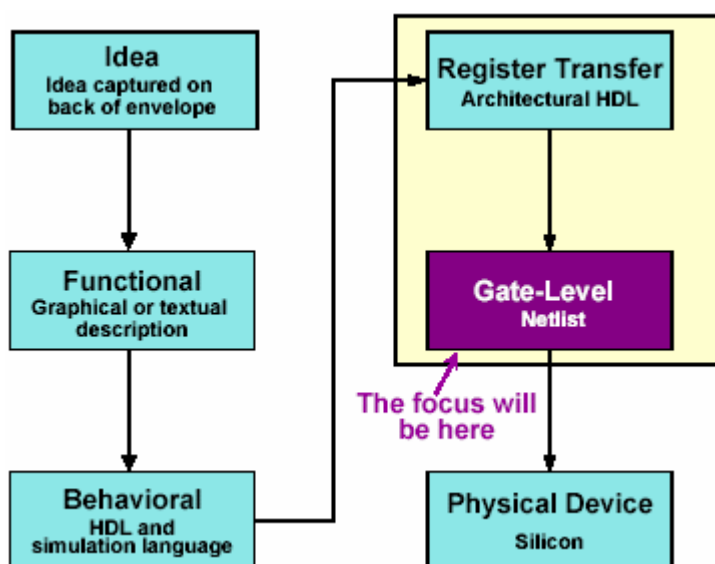 Idea
Idea captured on
back of envelope
Functional
Graphical or textual
description
Behavioral
HDL and
simulation language
Register Transfer
Architectural HDL
Gate-Level
Netlist
The focus will
be here
Physical Device
Silicon